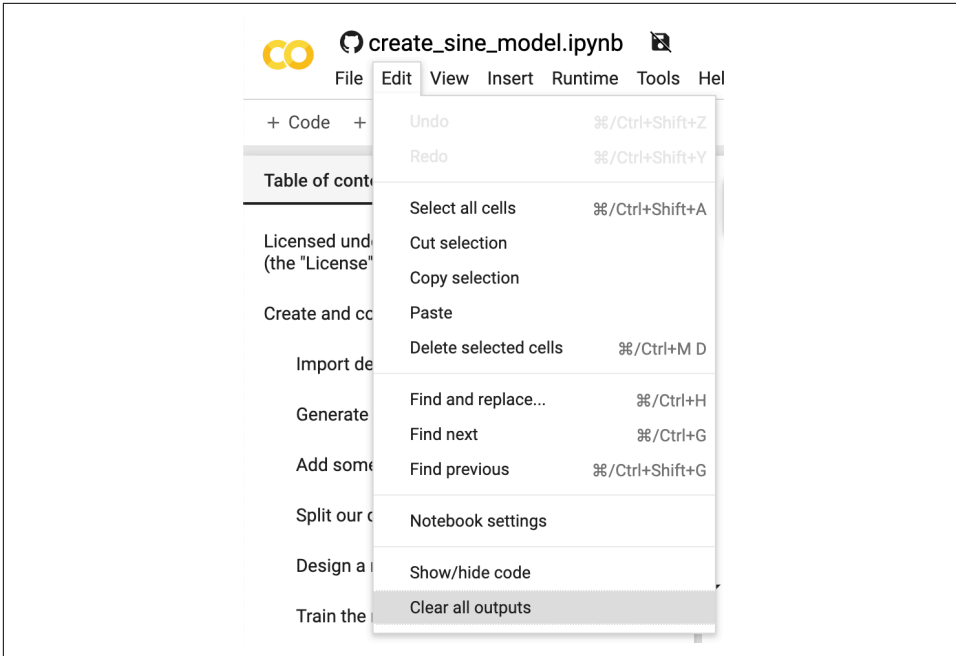 create_sine_model.ipynb
File Edit View Insert Runtime Tools Hel
+ Code +
Table of conte
Licensed unde
(the "License"
Create and co
Import de
Generate
Add some
Split our d
Design a n
Train the
Undo ⌘/Ctrl+Shift+Z
Redo ⌘/Ctrl+Shift+Y
Select all cells ⌘/Ctrl+Shift+A
Cut selection
Copy selection
Paste
Delete selected cells ⌘/Ctrl+M D
Find and replace... ⌘/Ctrl+H
Find next ⌘/Ctrl+G
Find previous ⌘/Ctrl+Shift+G
Notebook settings
Show/hide code
Clear all outputs